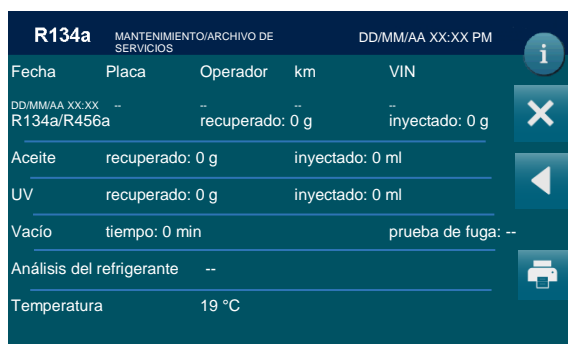 R134a MANTENIMIENTO/ARCHIVO DE SERVICIOS DD/MM/AA XX:XX PM
i
Fecha Placa Operador km VIN
DD/MM/AA XX:XX -- -- -- --
R134a/R456a recuperado: 0 g inyectado: 0 g
Aceite recuperado: 0 g inyectado: 0 ml
UV recuperado: 0 g inyectado: 0 ml
Vacío tiempo: 0 min prueba de fuga: --
Análisis del refrigerante --
Temperatura 19 °C